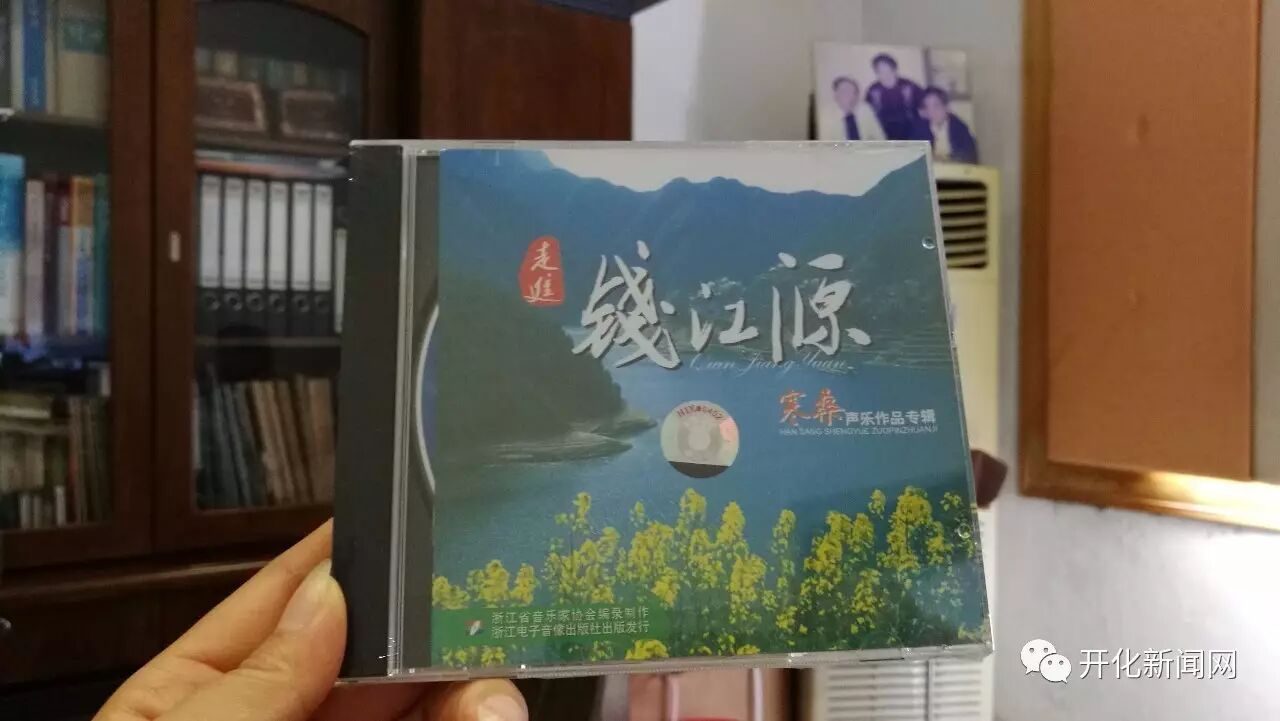 走進
錢江源
Qian Jiang Yuan
寒桑 声乐作品专辑
HAN SANG SHENGYUE ZUOPINZHUANJI
浙江省音乐家协会编录制作
浙江电子音像出版社出版发行
开化新闻网